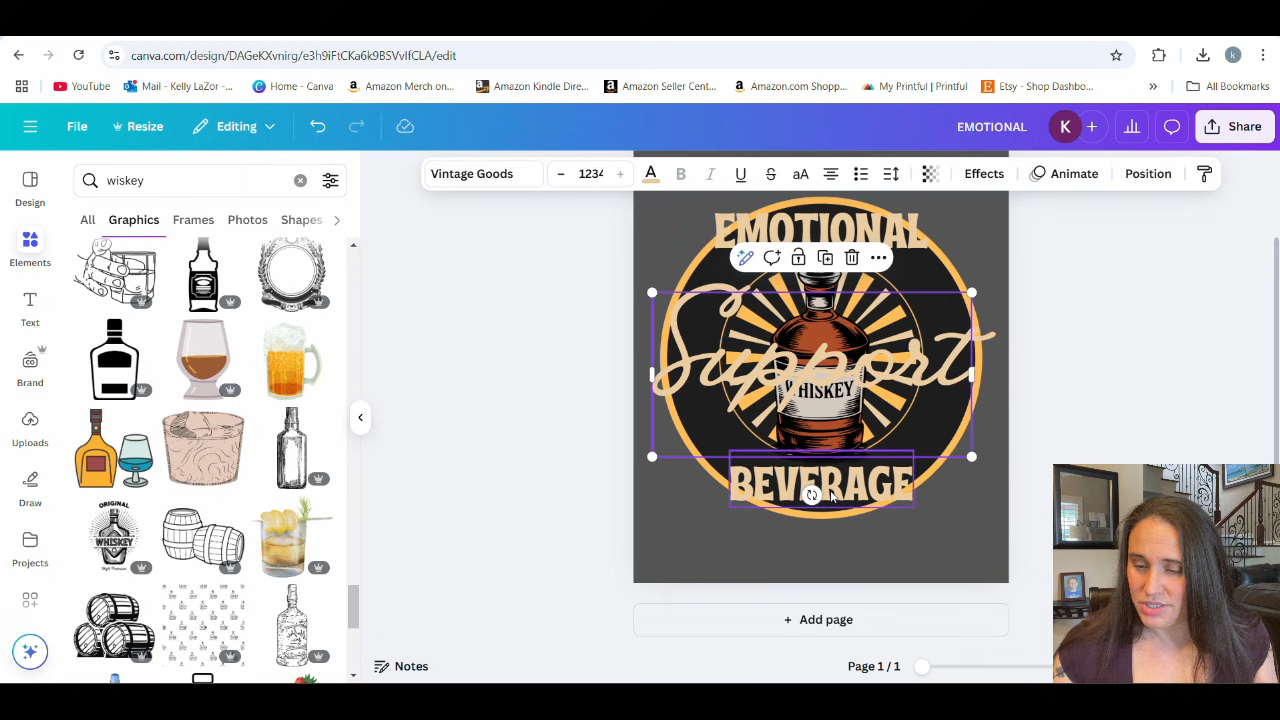 canva.com/design/DAGeKXvnirg/e3h9iFtCKa6k9BSVvIfCLA/edit
K
YouTube
Mail - Kelly LaZor - ...
Home - Canva
Amazon Merch on...
Amazon Kindle Dire...
Amazon Seller Cent...
Amazon.com Shopp...
My Printful | Printful
Etsy - Shop Dashbo...
All Bookmarks
File
Resize
Editing
EMOTIONAL
K
Share
Design
Elements
Text
Brand
Uploads
Draw
Projects
wiskey
All
Graphics
Frames
Photos
Shapes
ORIGINAL
WHISKEY
Vintage Goods
1234
A
B
I
U
S
aA
Effects
Animate
Position
EMOTIONAL
Support
WHISKEY
BEVERAGE
+ Add page
Notes
Page 1 / 1